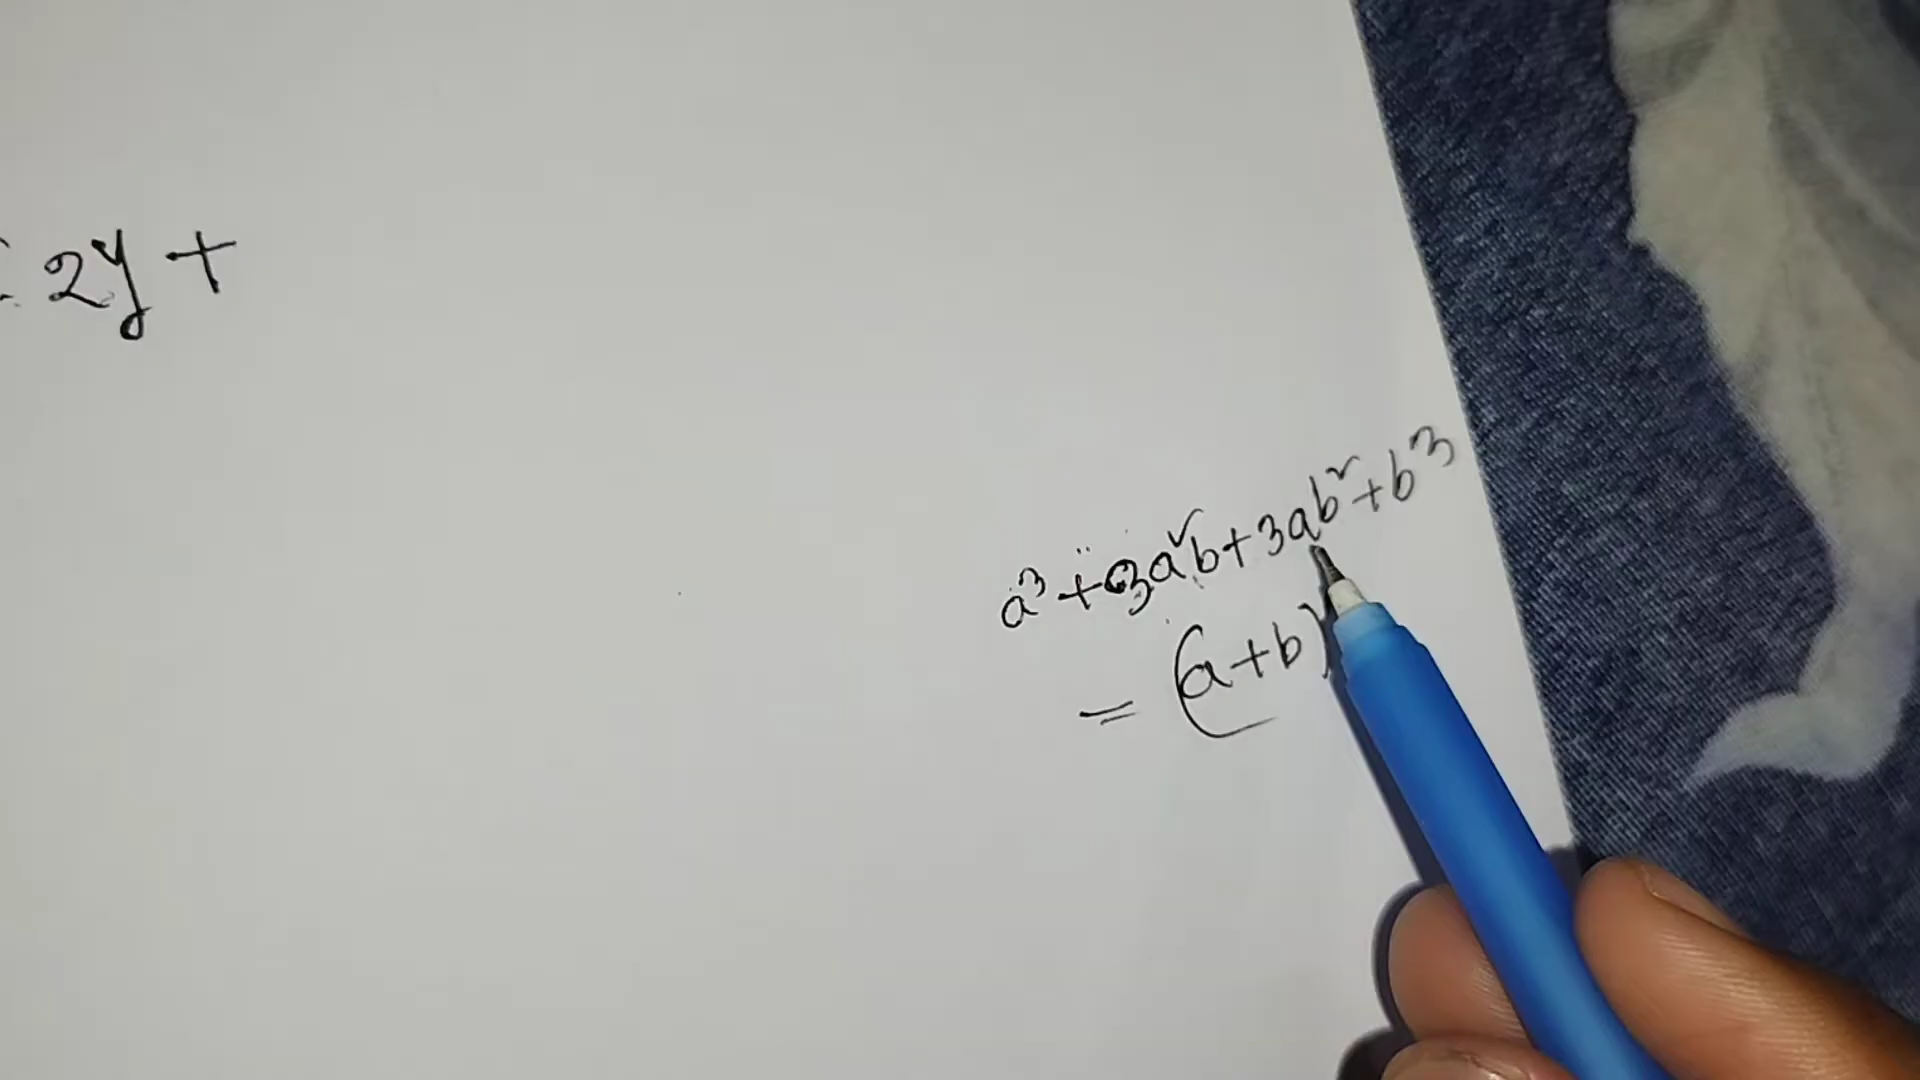 2y +
a³ + 3a²b + 3ab² + b³
= (a+b)